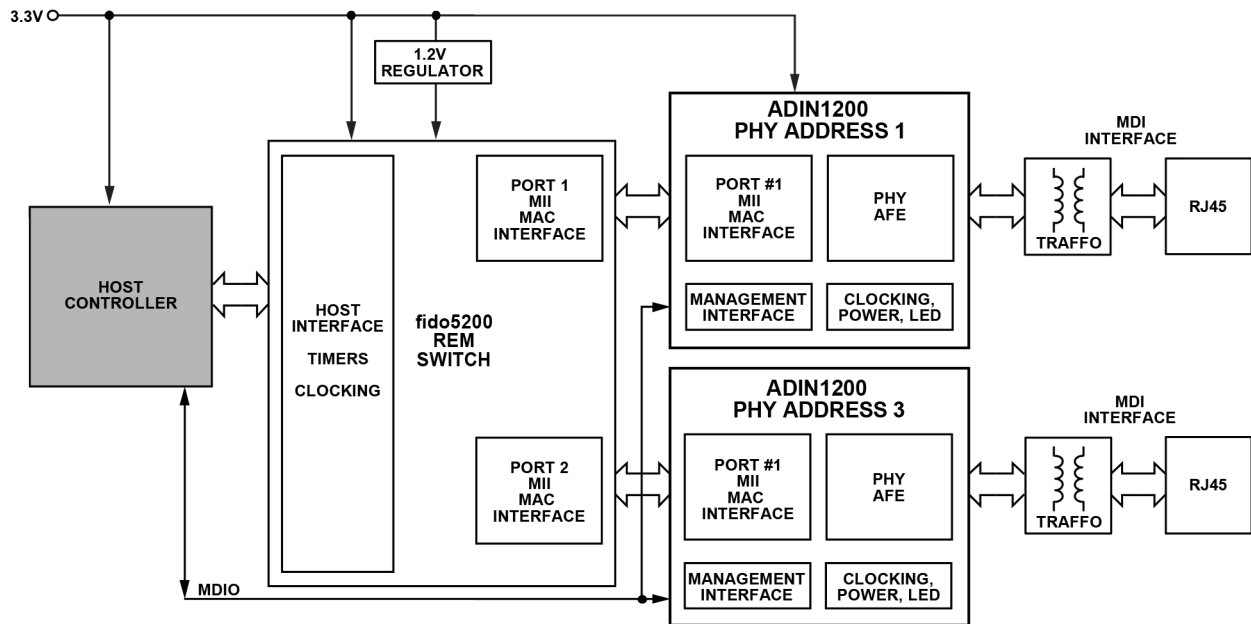 3.3V
1.2V
REGULATOR
HOST
CONTROLLER
HOST
INTERFACE
TIMERS
CLOCKING
fido5200
REM
SWITCH
PORT 1
MII
MAC
INTERFACE
PORT 2
MII
MAC
INTERFACE
MDIO
ADIN1200
PHY ADDRESS 1
PORT #1
MII
MAC
INTERFACE
PHY
AFE
MANAGEMENT
INTERFACE
CLOCKING,
POWER, LED
MDI
INTERFACE
TRAFFO
RJ45
ADIN1200
PHY ADDRESS 3
PORT #1
MII
MAC
INTERFACE
PHY
AFE
MANAGEMENT
INTERFACE
CLOCKING,
POWER, LED
MDI
INTERFACE
TRAFFO
RJ45